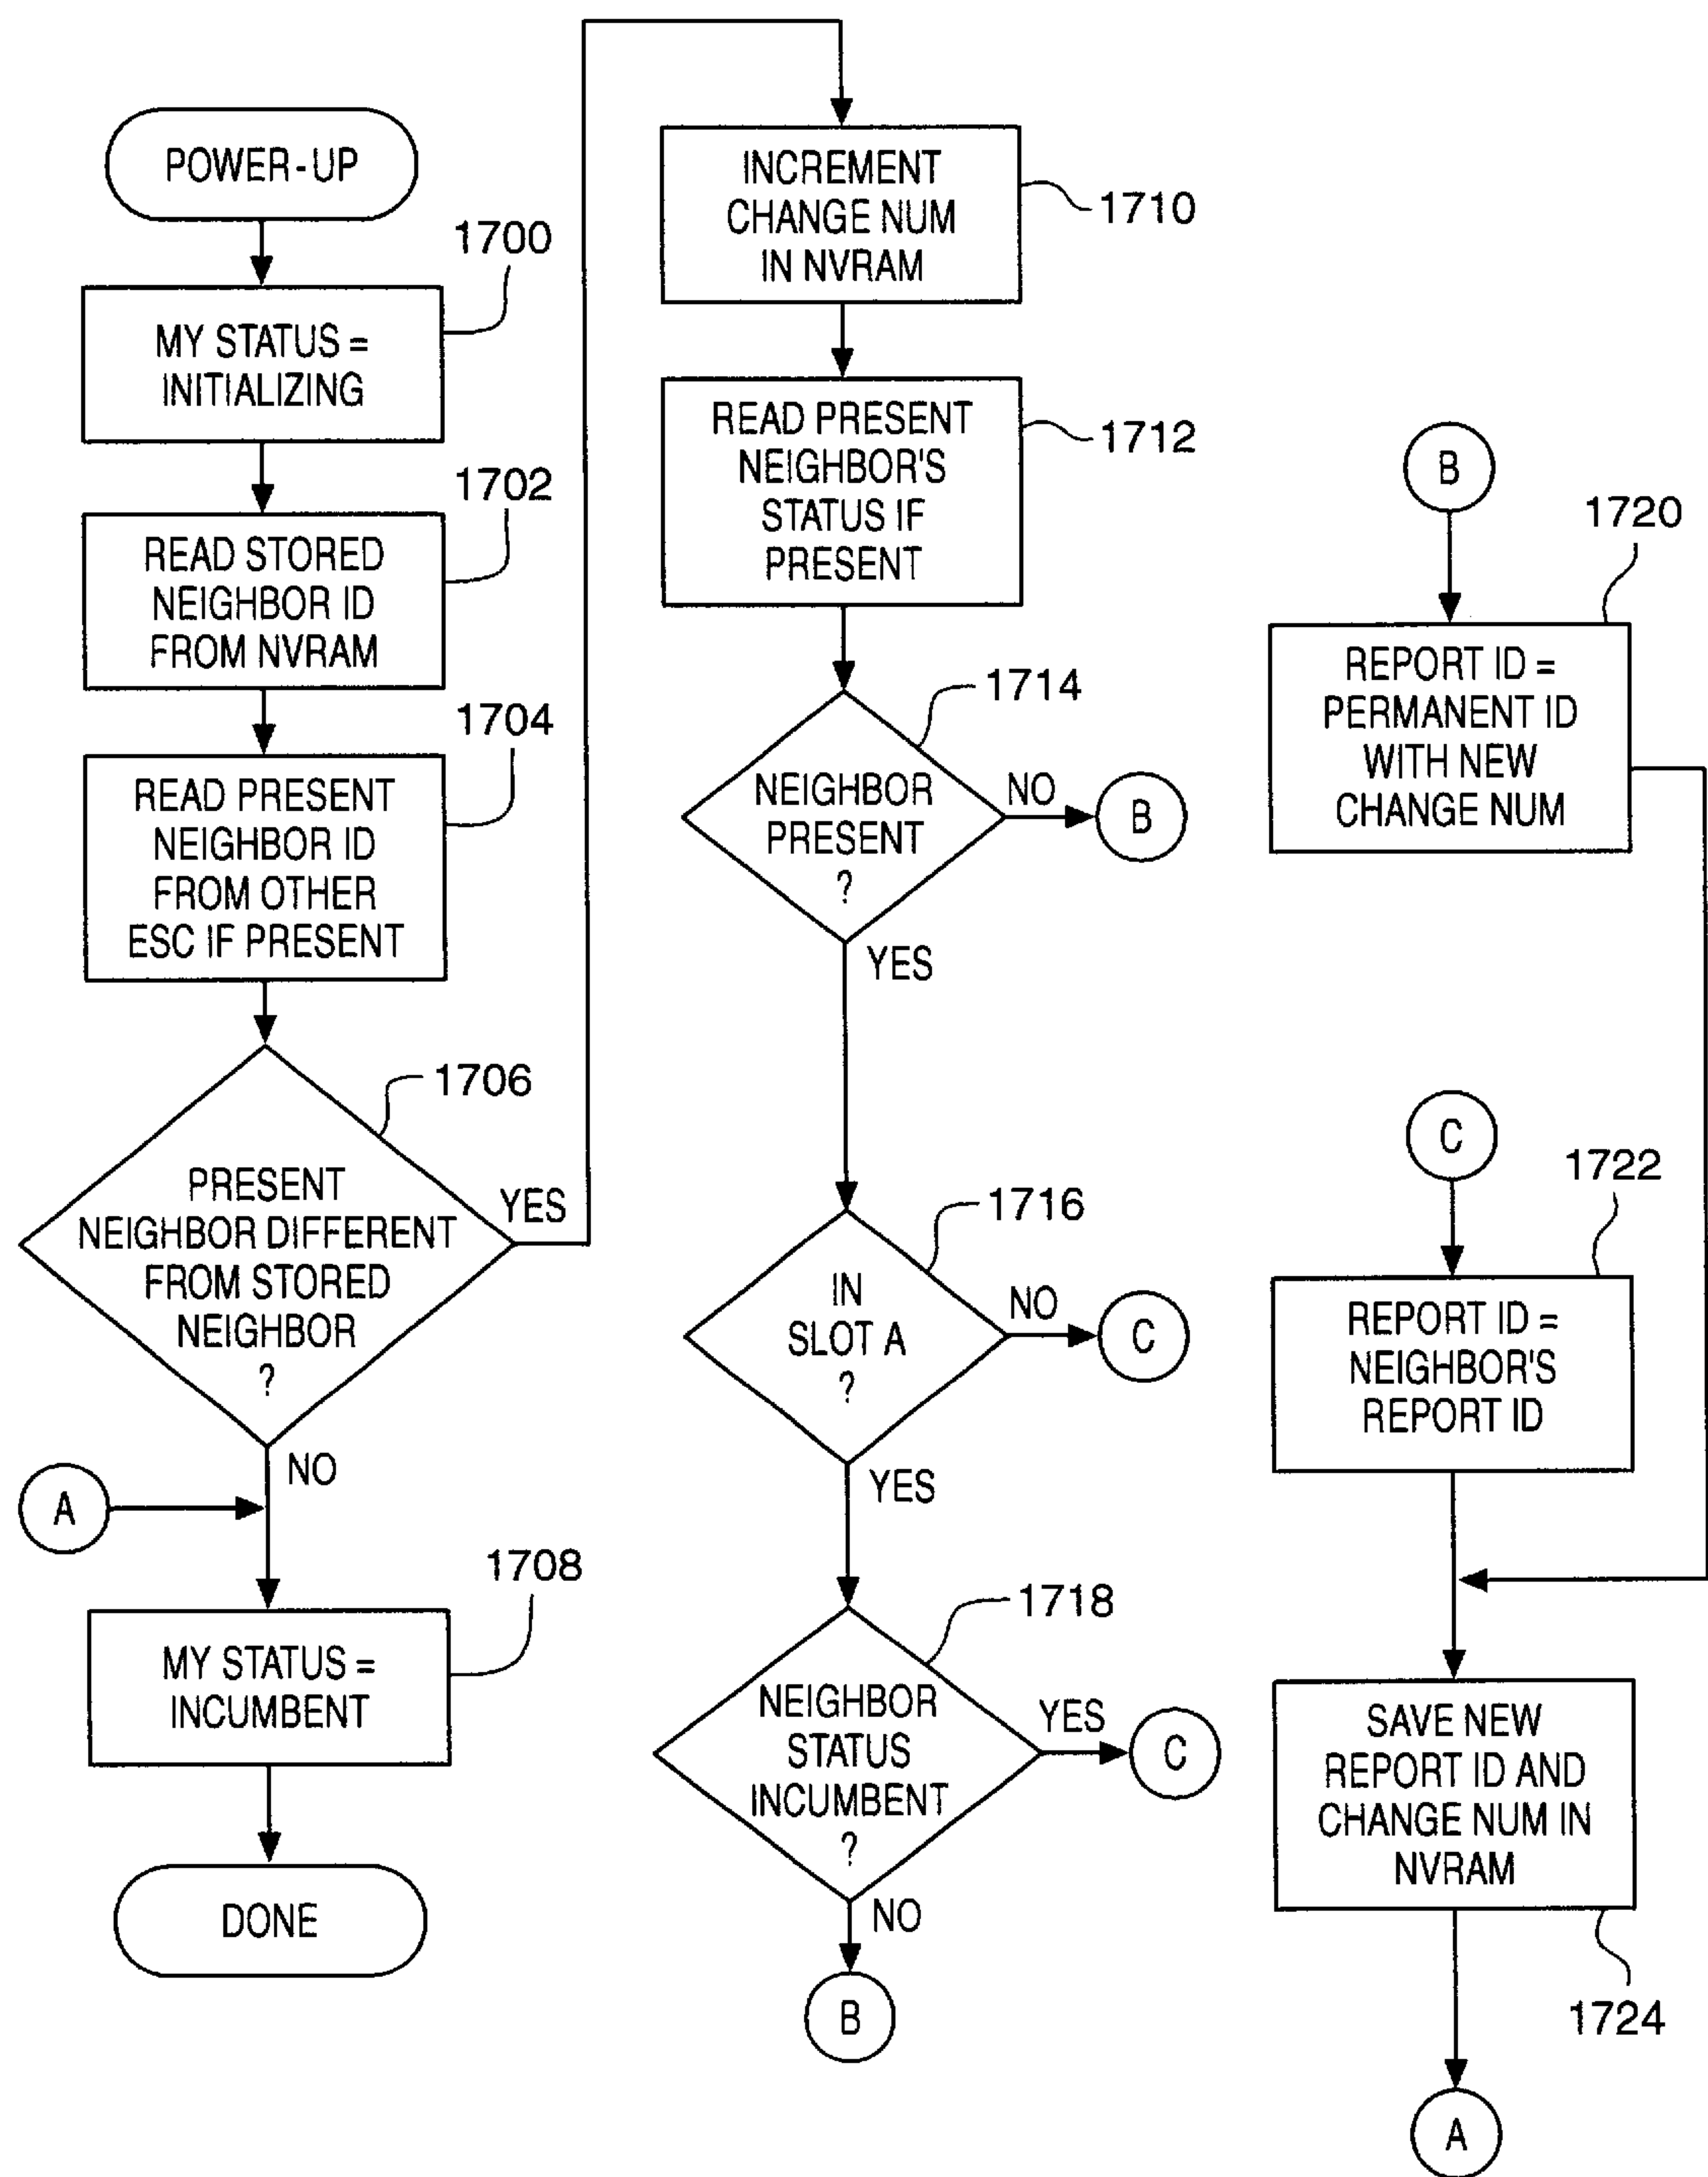 POWER-UP
1700
MY STATUS =
INITIALIZING
1702
READ STORED
NEIGHBOR ID
FROM NVRAM
1704
READ PRESENT
NEIGHBOR ID
FROM OTHER
ESC IF PRESENT
1706
PRESENT
NEIGHBOR DIFFERENT
FROM STORED
NEIGHBOR
?
YES
NO
A
1708
MY STATUS =
INCUMBENT
DONE
INCREMENT
CHANGE NUM
IN NVRAM
1710
READ PRESENT
NEIGHBOR'S
STATUS IF
PRESENT
1712
1714
NEIGHBOR
PRESENT
?
NO
B
YES
1716
IN
SLOT A
?
NO
C
YES
1718
NEIGHBOR
STATUS
INCUMBENT
?
YES
C
NO
B
B
1720
REPORT ID =
PERMANENT ID
WITH NEW
CHANGE NUM
C
1722
REPORT ID =
NEIGHBOR'S
REPORT ID
SAVE NEW
REPORT ID AND
CHANGE NUM IN
NVRAM
1724
A